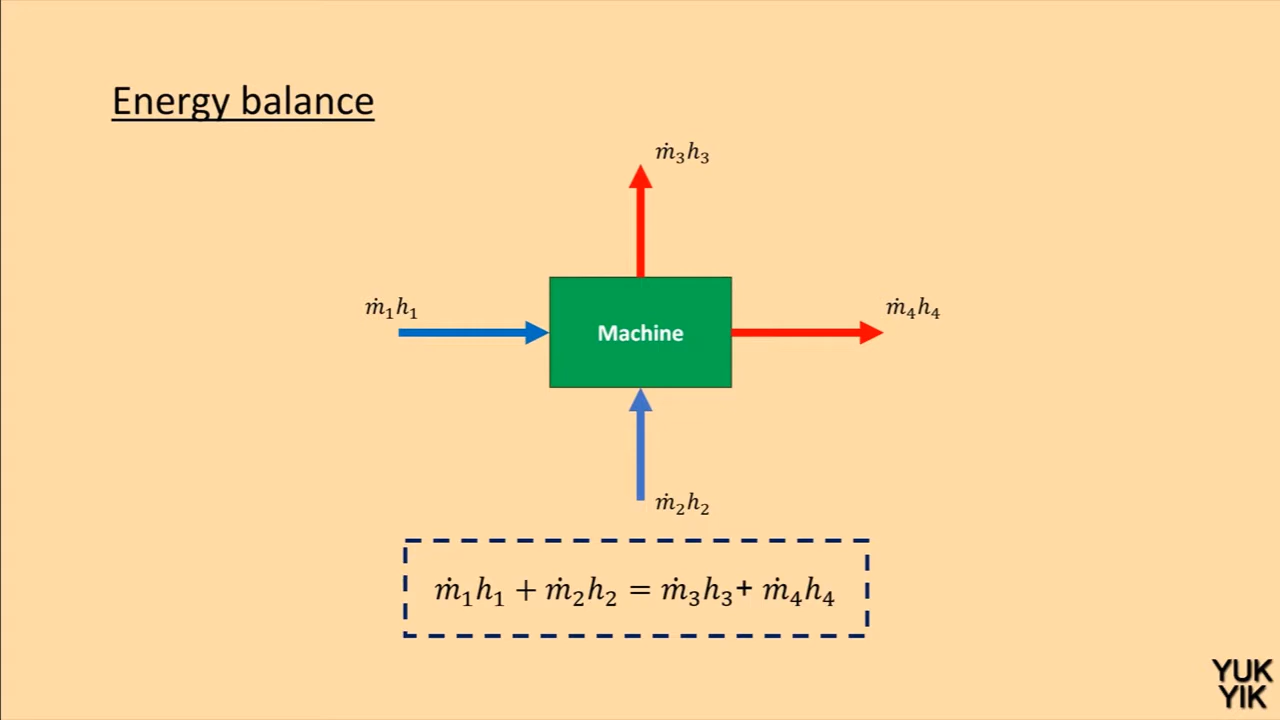 Energy balance
ṁ₃h₃
ṁ₁h₁
Machine
ṁ₄h₄
ṁ₂h₂
ṁ₁h₁ + ṁ₂h₂ = ṁ₃h₃+ ṁ₄h₄
YUK
YIK